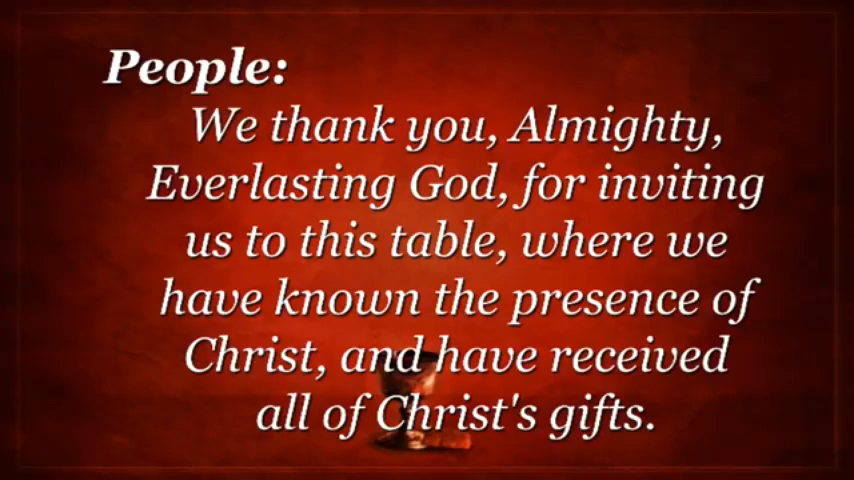 People:
We thank you, Almighty,
Everlasting God, for inviting
us to this table, where we
have known the presence of
Christ, and have received
all of Christ's gifts.